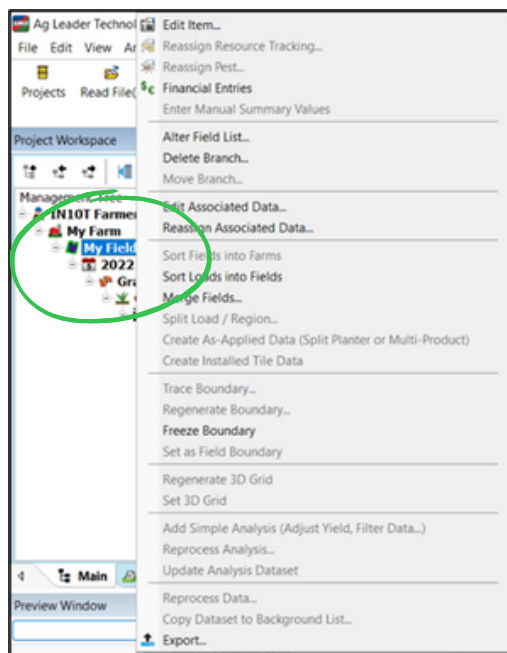 Ag Leader Technol
File Edit View
Projects Read File(
Project Workspace
Management Tree
IN10T Farmer
My Farm
My Field
2022
Gra
Main
Preview Window
Edit Item...
Reassign Resource Tracking...
Reassign Pest...
Financial Entries
Enter Manual Summary Values
Alter Field List...
Delete Branch...
Move Branch...
Edit Associated Data...
Reassign Associated Data...
Sort Fields into Farms
Sort Loads into Fields
Merge Fields...
Split Load / Region...
Create As-Applied Data (Split Planter or Multi-Product)
Create Installed Tile Data
Trace Boundary...
Regenerate Boundary...
Freeze Boundary
Set as Field Boundary
Regenerate 3D Grid
Set 3D Grid
Add Simple Analysis (Adjust Yield, Filter Data...)
Reprocess Analysis...
Update Analysis Dataset
Reprocess Data...
Copy Dataset to Background List...
Export...